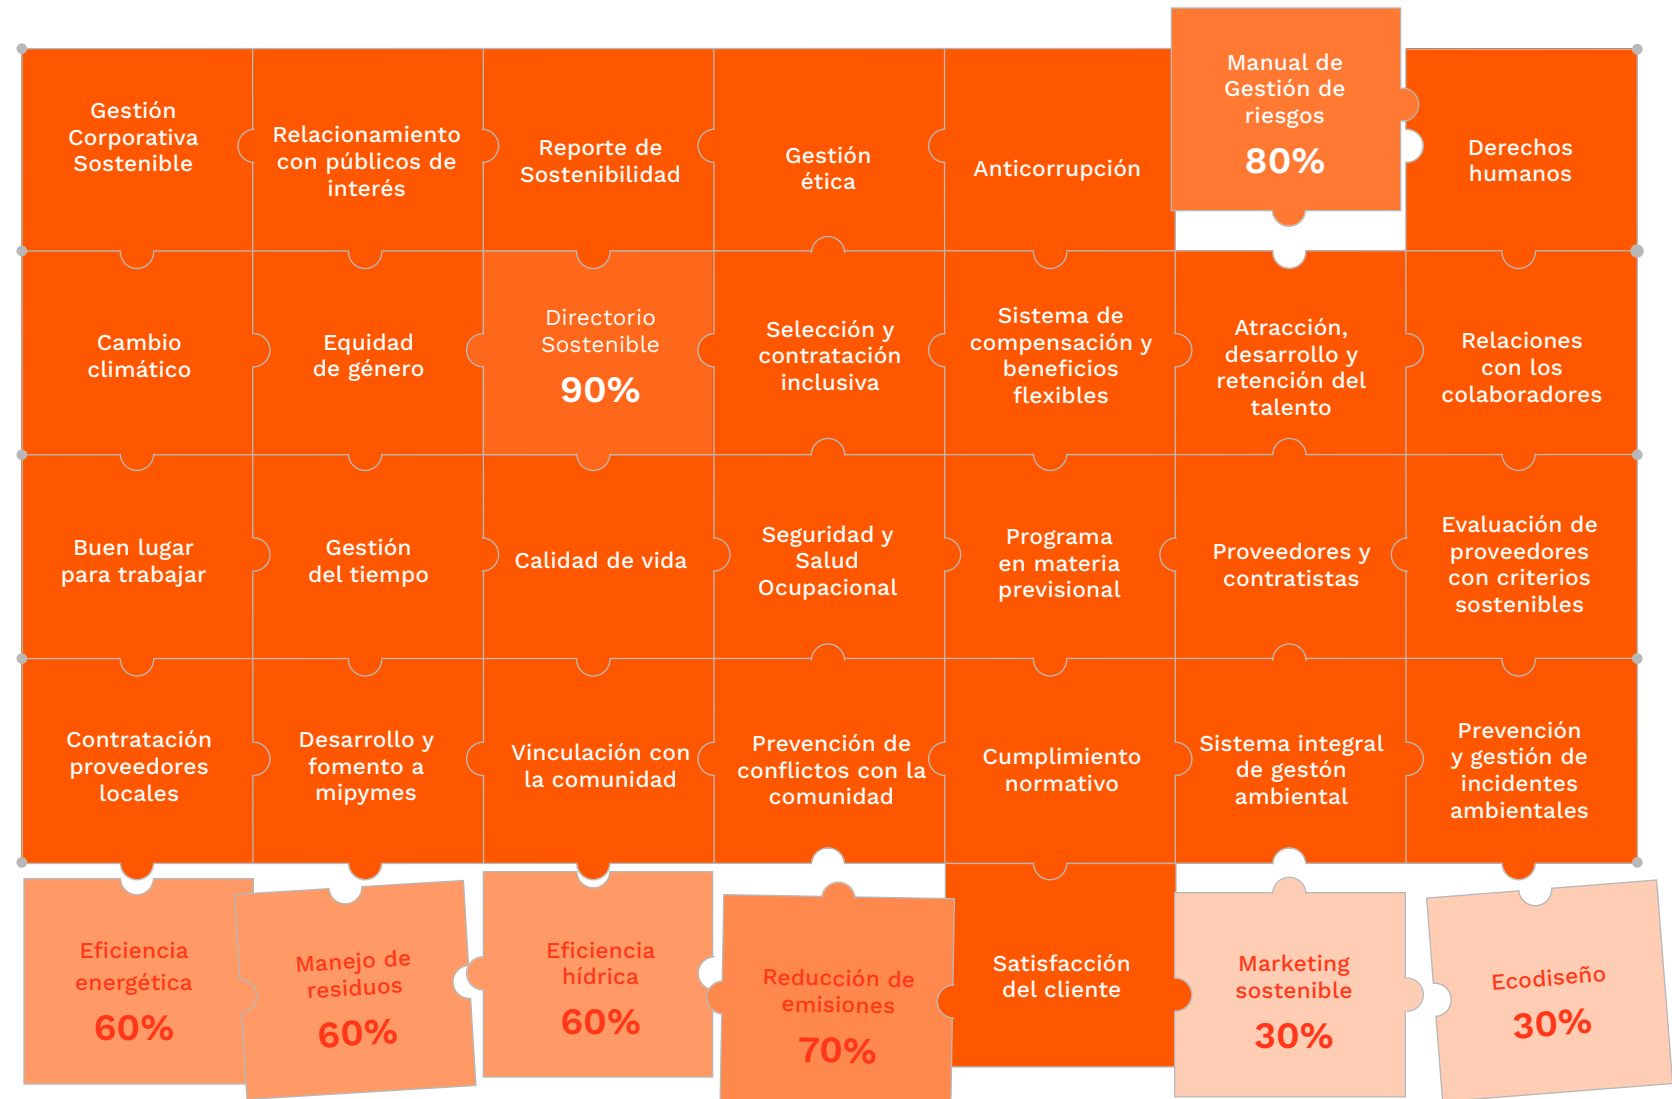 Gestión
Corporativa
Sostenible
Relacionamiento
con públicos de
interés
Reporte de
Sostenibilidad
Gestión
ética
Anticorrupción
Manual de
Gestión de
riesgos
80%
Derechos
humanos
Cambio
climático
Equidad
de género
Directorio
Sostenible
90%
Selección y
contratación
inclusiva
Sistema de
compensación y
beneficios
flexibles
Atracción,
desarrollo y
retención del
talento
Relaciones
con los
colaboradores
Buen lugar
para trabajar
Gestión
del tiempo
Calidad de vida
Seguridad y
Salud
Ocupacional
Programa
en materia
previsional
Proveedores y
contratistas
Evaluación de
proveedores
con criterios
sostenibles
Contratación
proveedores
locales
Desarrollo y
fomento a
mipymes
Vinculación con
la comunidad
Prevención de
conflictos con la
comunidad
Cumplimiento
normativo
Sistema integral
de gestón
ambiental
Prevención
y gestión de
incidentes
ambientales
Eficiencia
energética
60%
Manejo de
residuos
60%
Eficiencia
hídrica
60%
Reducción de
emisiones
70%
Satisfacción
del cliente
Marketing
sostenible
30%
Ecodiseño
30%